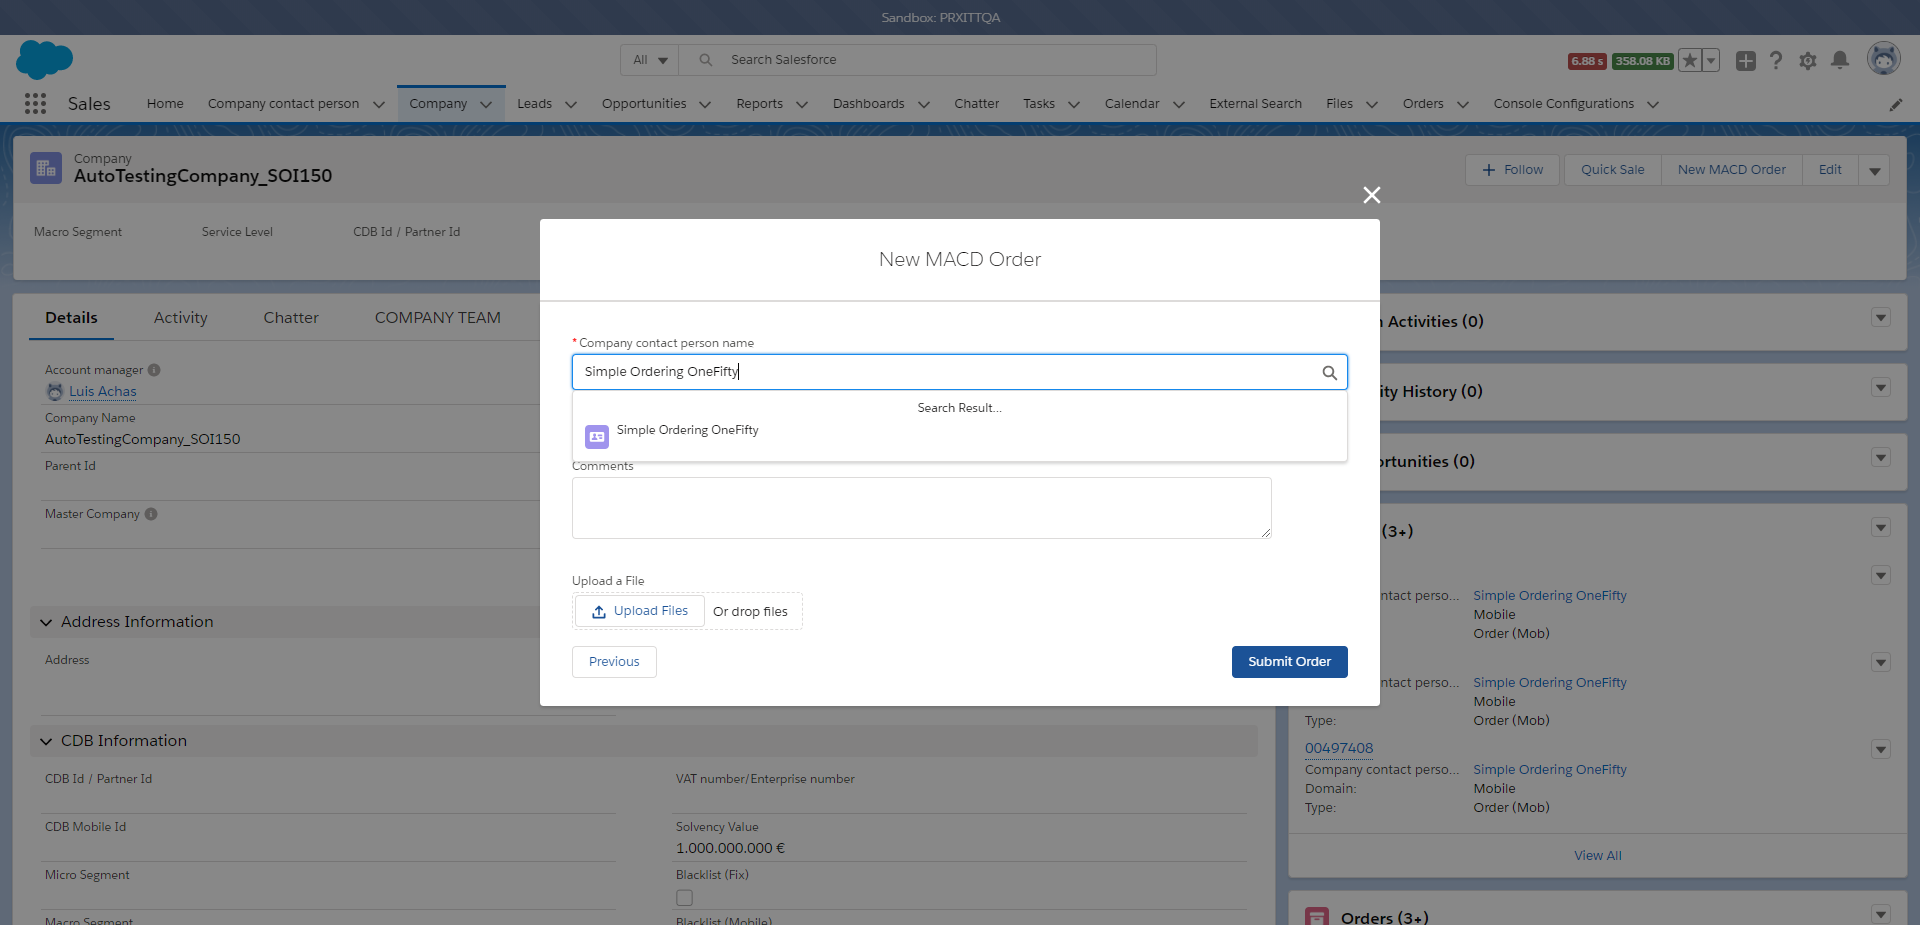 Sandbox: PRXITTQA
All
Search Salesforce
6.88 s
358.08 KB
Sales
Home
Company contact person
Company
Leads
Opportunities
Reports
Dashboards
Chatter
Tasks
Calendar
External Search
Files
Orders
Console Configurations
Company
AutoTestingCompany_SOI150
Follow
Quick Sale
New MACD Order
Edit
Macro Segment
Service Level
CDB Id / Partner Id
Details
Activity
Chatter
COMPANY TEAM
Account manager
Luis Achas
Company Name
AutoTestingCompany_SOI150
Parent Id
Master Company
Address Information
Address
CDB Information
CDB Id / Partner Id
VAT number/Enterprise number
CDB Mobile Id
Solvency Value
1.000.000.000 €
Micro Segment
Blacklist (Fix)
Macro Segment
Blacklist (Mobile)
New MACD Order
* Company contact person name
Simple Ordering OneFifty
Search Result...
Simple Ordering OneFifty
Comments
Upload a File
Upload Files
Or drop files
Previous
Submit Order
Activities (0)
ity History (0)
rtunities (0)
(3+)
ntact perso... Simple Ordering OneFifty
Mobile
Order (Mob)
ntact perso... Simple Ordering OneFifty
Mobile
Type: Order (Mob)
00497408
Company contact perso... Simple Ordering OneFifty
Domain: Mobile
Type: Order (Mob)
View All
Orders (3+)